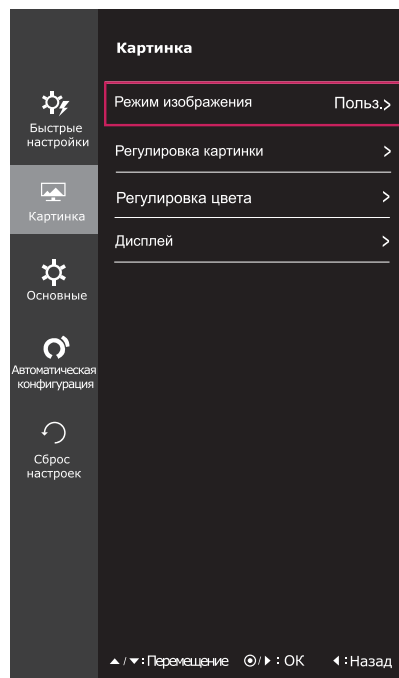 Картинка
Режим изображения Польз.>
Регулировка картинки >
Регулировка цвета >
Дисплей >
Быстрые
настройки
Картинка
Основные
Автоматическая
конфигурация
Сброс
настроек
▲/▼:Перемещение ⦿/▶:ОК ◀:Назад